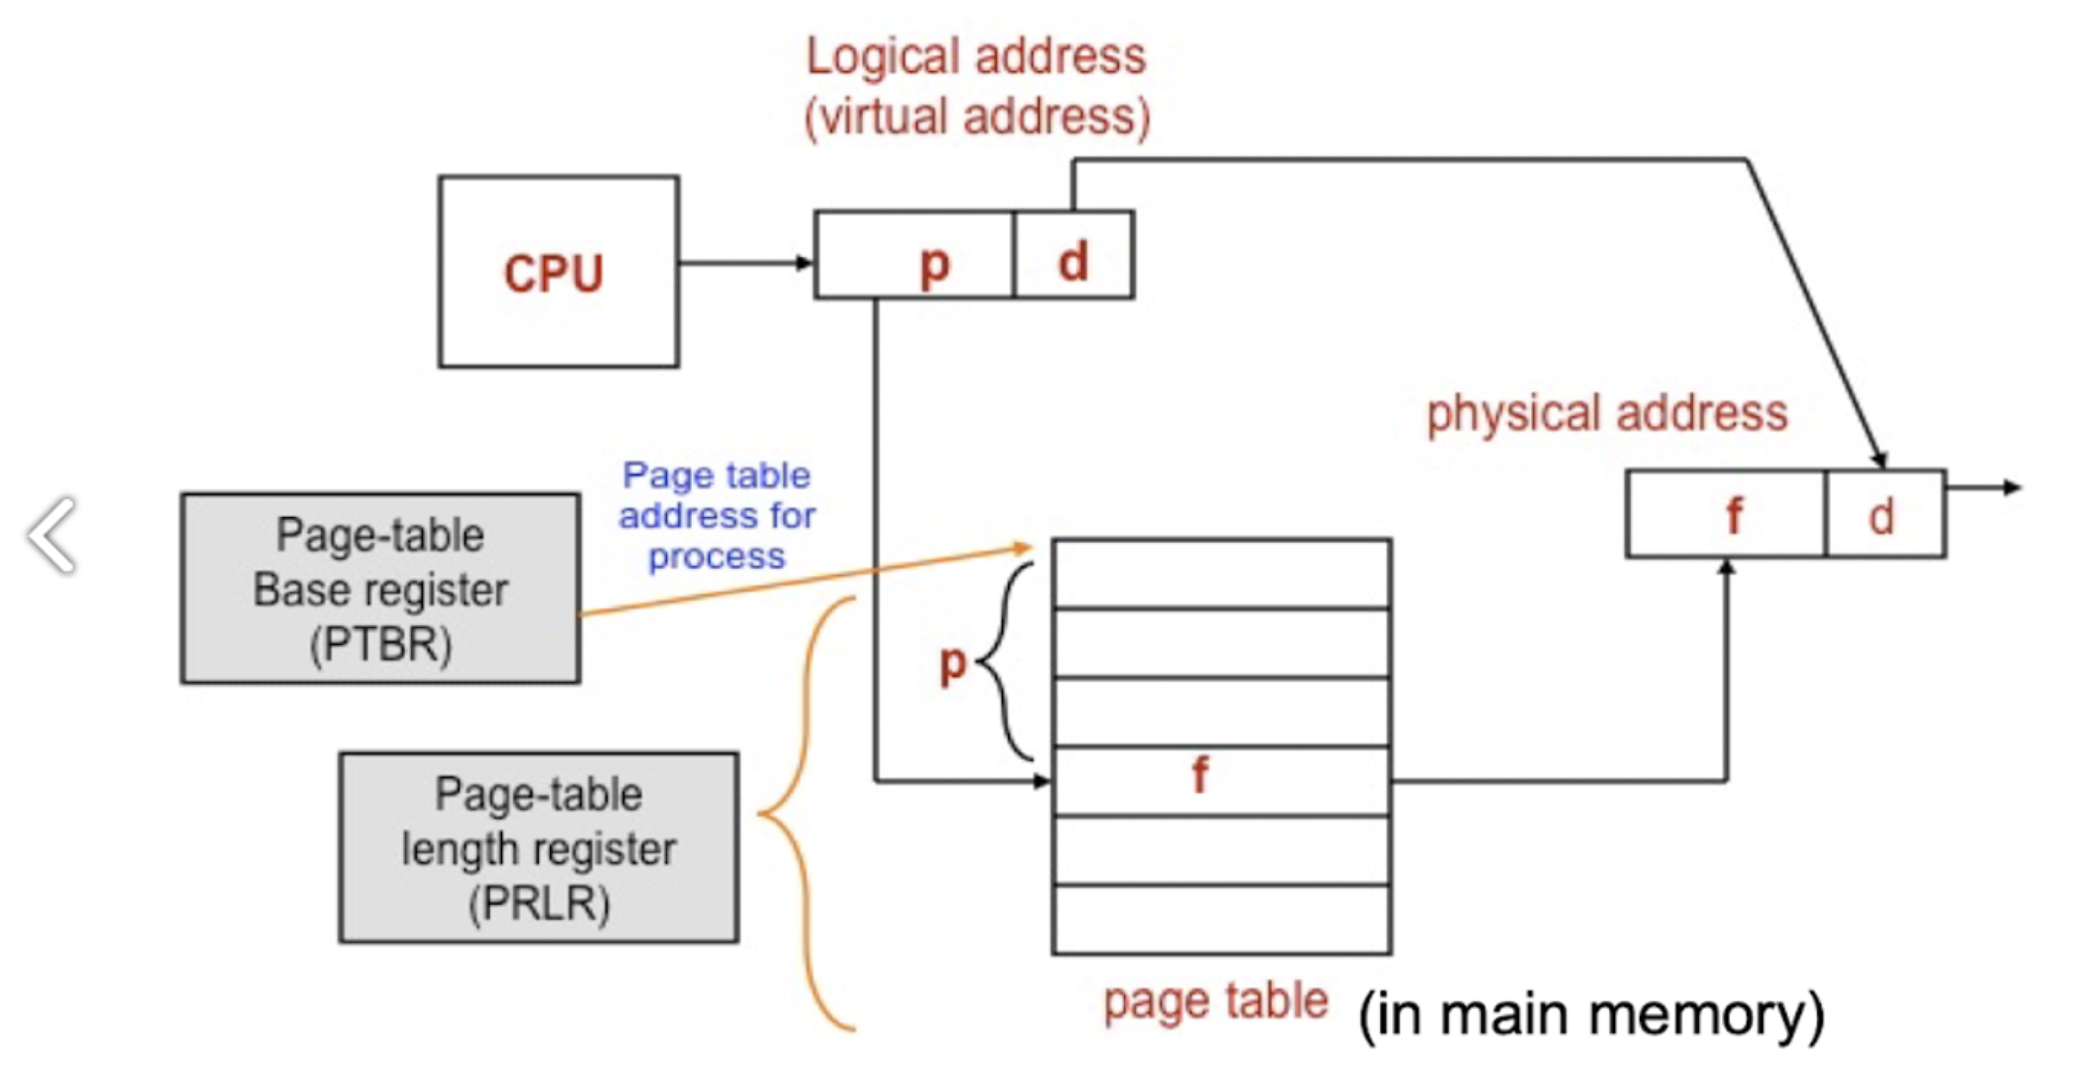 Logical address
(virtual address)
CPU
p
d
physical address
f
d
Page table
address for
process
Page-table
Base register
(PTBR)
p
f
Page-table
length register
(PRLR)
page table (in main memory)